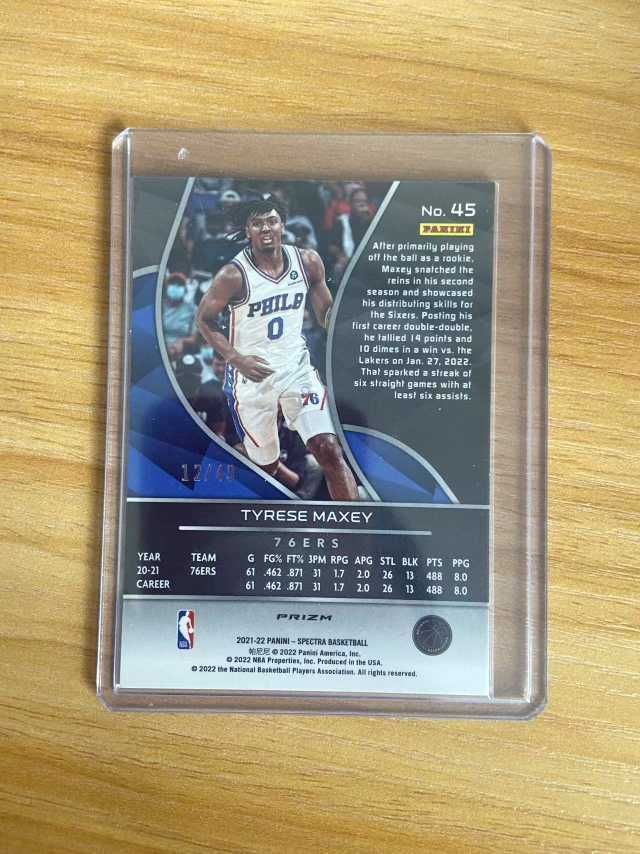 No. 45
PANINI
After primarily playing
off the ball as a rookie,
Maxey snatched the
reins in his second
season and showcased
his distributing skills for
the Sixers. Posting his
first career double-double,
he tallied 14 points and
10 dimes in a win vs. the
Lakers on Jan. 27, 2022.
That sparked a streak of
six straight games with at
least six assists.
PHILA
0
76
12/49
TYRESE MAXEY
76ERS
YEAR TEAM G FG% FT% 3PM RPG APG STL BLK PTS PPG
20-21 76ERS 61 .462 .871 31 1.7 2.0 26 13 488 8.0
CAREER 61 .462 .871 31 1.7 2.0 26 13 488 8.0
PRIZM
NBA
2021-22 PANINI – SPECTRA BASKETBALL
帕尼尼 © 2022 Panini America, Inc.
© 2022 NBA Properties, Inc. Produced in the USA.
© 2022 the National Basketball Players Association. All rights reserved.